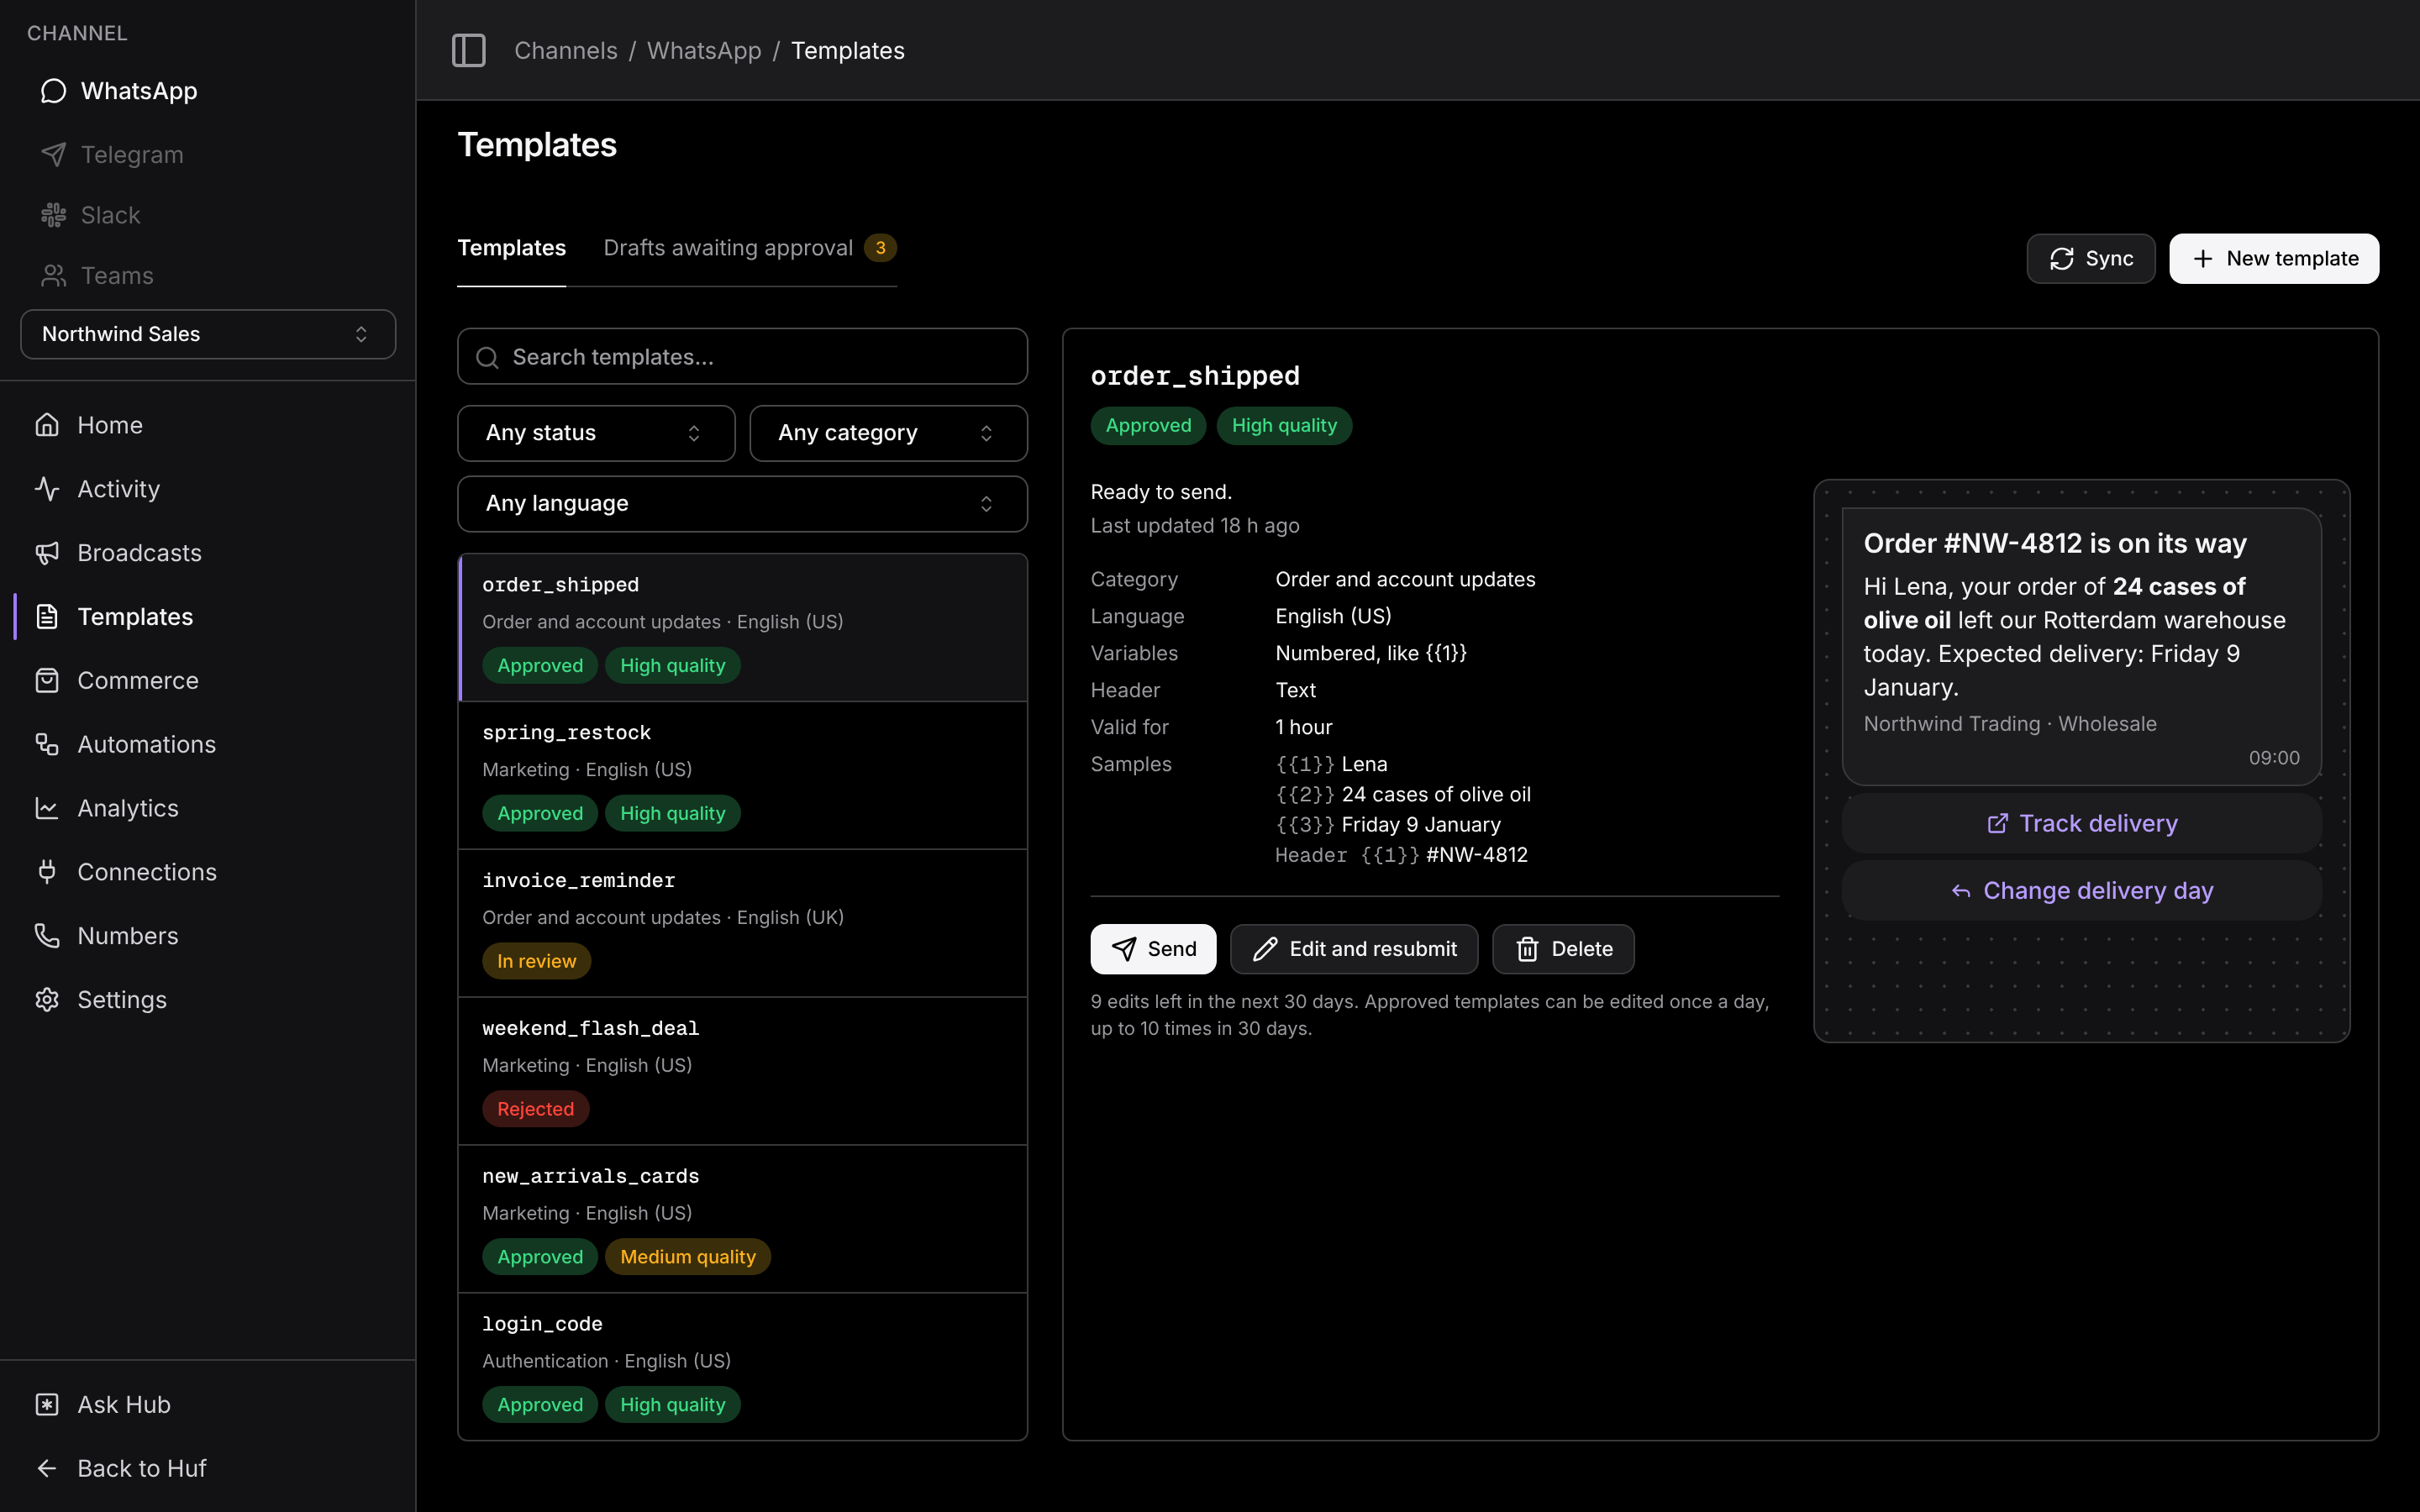 CHANNEL
WhatsApp
Telegram
Slack
Teams
Northwind Sales
Home
Activity
Broadcasts
Templates
Commerce
Automations
Analytics
Connections
Numbers
Settings
Ask Hub
Back to Huf
Channels / WhatsApp / Templates
Templates
Templates
Drafts awaiting approval 3
Sync
New template
Search templates...
Any status
Any category
Any language
order_shipped
Order and account updates · English (US)
Approved High quality
spring_restock
Marketing · English (US)
Approved High quality
invoice_reminder
Order and account updates · English (UK)
In review
weekend_flash_deal
Marketing · English (US)
Rejected
new_arrivals_cards
Marketing · English (US)
Approved Medium quality
login_code
Authentication · English (US)
Approved High quality
order_shipped
Approved High quality
Ready to send.
Last updated 18 h ago
Category Order and account updates
Language English (US)
Variables Numbered, like {{1}}
Header Text
Valid for 1 hour
Samples {{1}} Lena
{{2}} 24 cases of olive oil
{{3}} Friday 9 January
Header {{1}} #NW-4812
Send
Edit and resubmit
Delete
9 edits left in the next 30 days. Approved templates can be edited once a day,
up to 10 times in 30 days.
Order #NW-4812 is on its way
Hi Lena, your order of 24 cases of
olive oil left our Rotterdam warehouse
today. Expected delivery: Friday 9
January.
Northwind Trading · Wholesale
09:00
Track delivery
Change delivery day